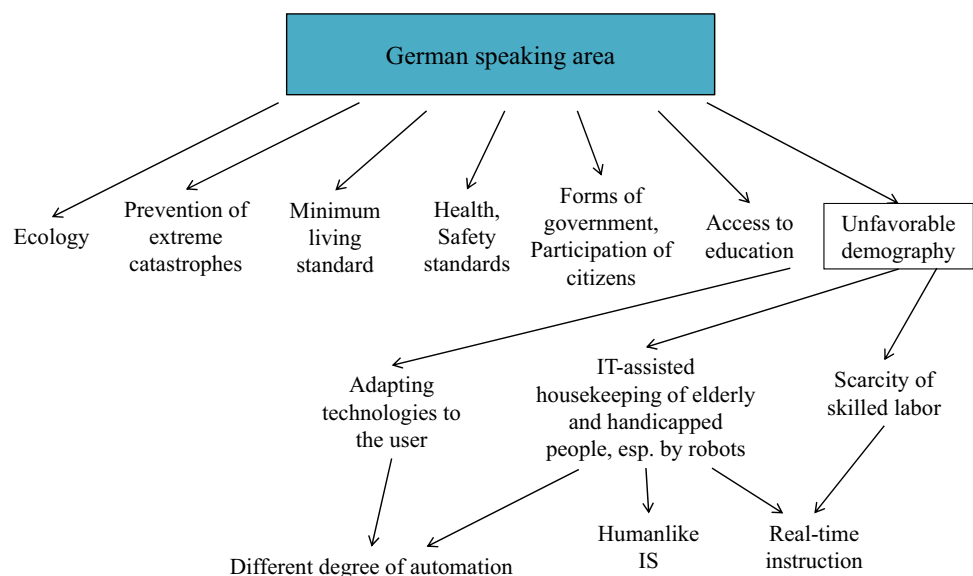 German speaking area
Ecology
Prevention of
extreme
catastrophes
Minimum
living
standard
Health,
Safety
standards
Forms of
government,
Participation of
citizens
Access to
education
Unfavorable
demography
Adapting
technologies to
the user
IT-assisted
housekeeping of elderly
and handicapped
people, esp. by robots
Scarcity of
skilled labor
Different degree of automation
Humanlike
IS
Real-time
instruction